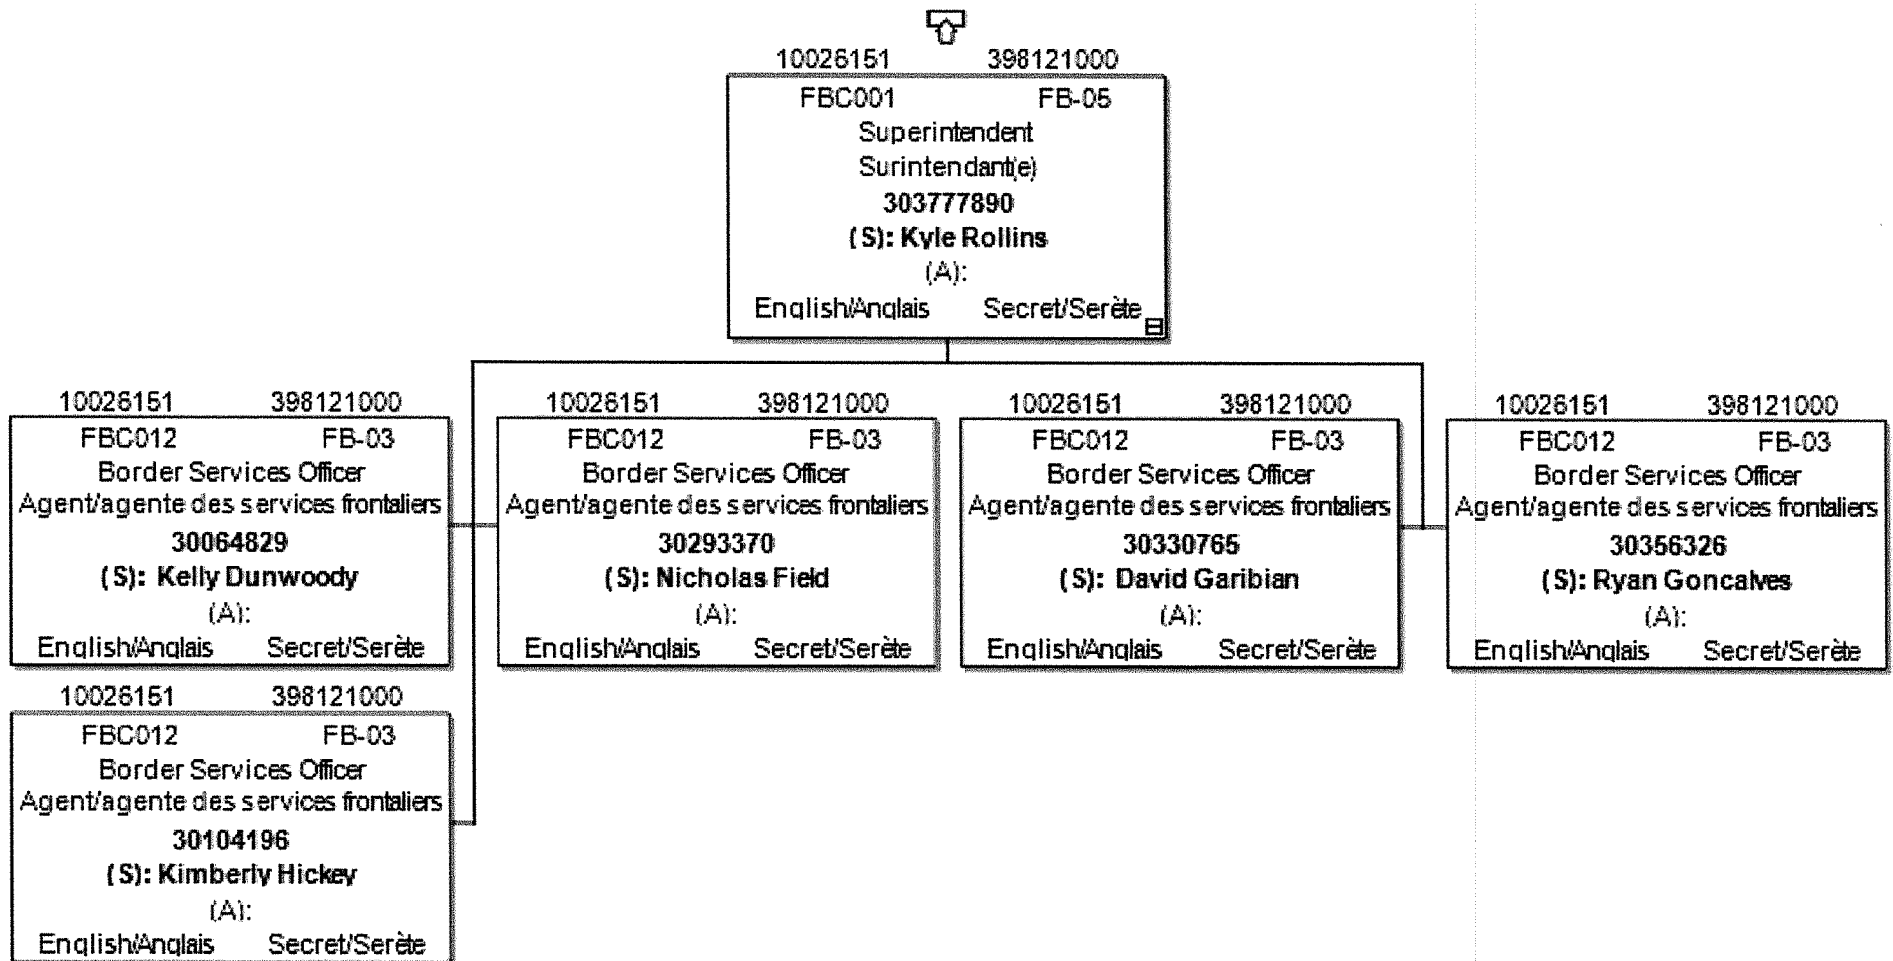 10026151 398121000
FBC001 FB-05
Superintendent
Surintendant(e)
303777890
(S): Kyle Rollins
(A):
English/Anglais Secret/Serète
10026151 398121000
FBC012 FB-03
Border Services Officer
Agent/agente des services frontaliers
30064829
(S): Kelly Dunwoody
(A):
English/Anglais Secret/Serète
10026151 398121000
FBC012 FB-03
Border Services Officer
Agent/agente des services frontaliers
30293370
(S): Nicholas Field
(A):
English/Anglais Secret/Serète
10026151 398121000
FBC012 FB-03
Border Services Officer
Agent/agente des services frontaliers
30330765
(S): David Garibian
(A):
English/Anglais Secret/Serète
10026151 398121000
FBC012 FB-03
Border Services Officer
Agent/agente des services frontaliers
30356326
(S): Ryan Goncalves
(A):
English/Anglais Secret/Serète
10026151 398121000
FBC012 FB-03
Border Services Officer
Agent/agente des services frontaliers
30104196
(S): Kimberly Hickey
(A):
English/Anglais Secret/Serète